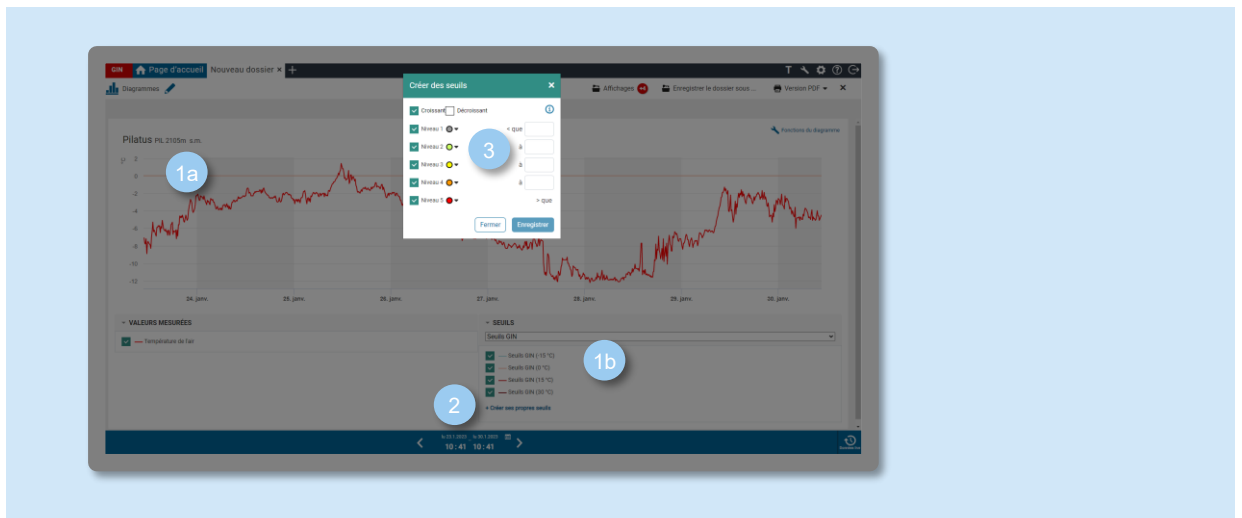 GIN Page d'accueil Nouveau dossier × +
Diagrammes
Affichages Enregistrer le dossier sous... Version PDF ×
Créer des seuils ×
Croissant Décroissant
Niveau 1 < que
Niveau 2 à
Niveau 3 à
Niveau 4 à
Niveau 5 > que
Fermer Enregistrer
3
Fonctions du diagramme
Pilatus PIL 2105m s.m.
°C
2
0
-2
-4
-6
-8
-10
-12
1a
24. janv. 25. janv. 26. janv. 27. janv. 28. janv. 29. janv. 30. janv.
VALEURS MESURÉES
Température de l'air
SEUILS
Seuils GIN
Seuils GIN (-15 °C)
Seuils GIN (0 °C)
Seuils GIN (15 °C)
Seuils GIN (30 °C)
+ Créer ses propres seuils
1b
2
10:41 10:41